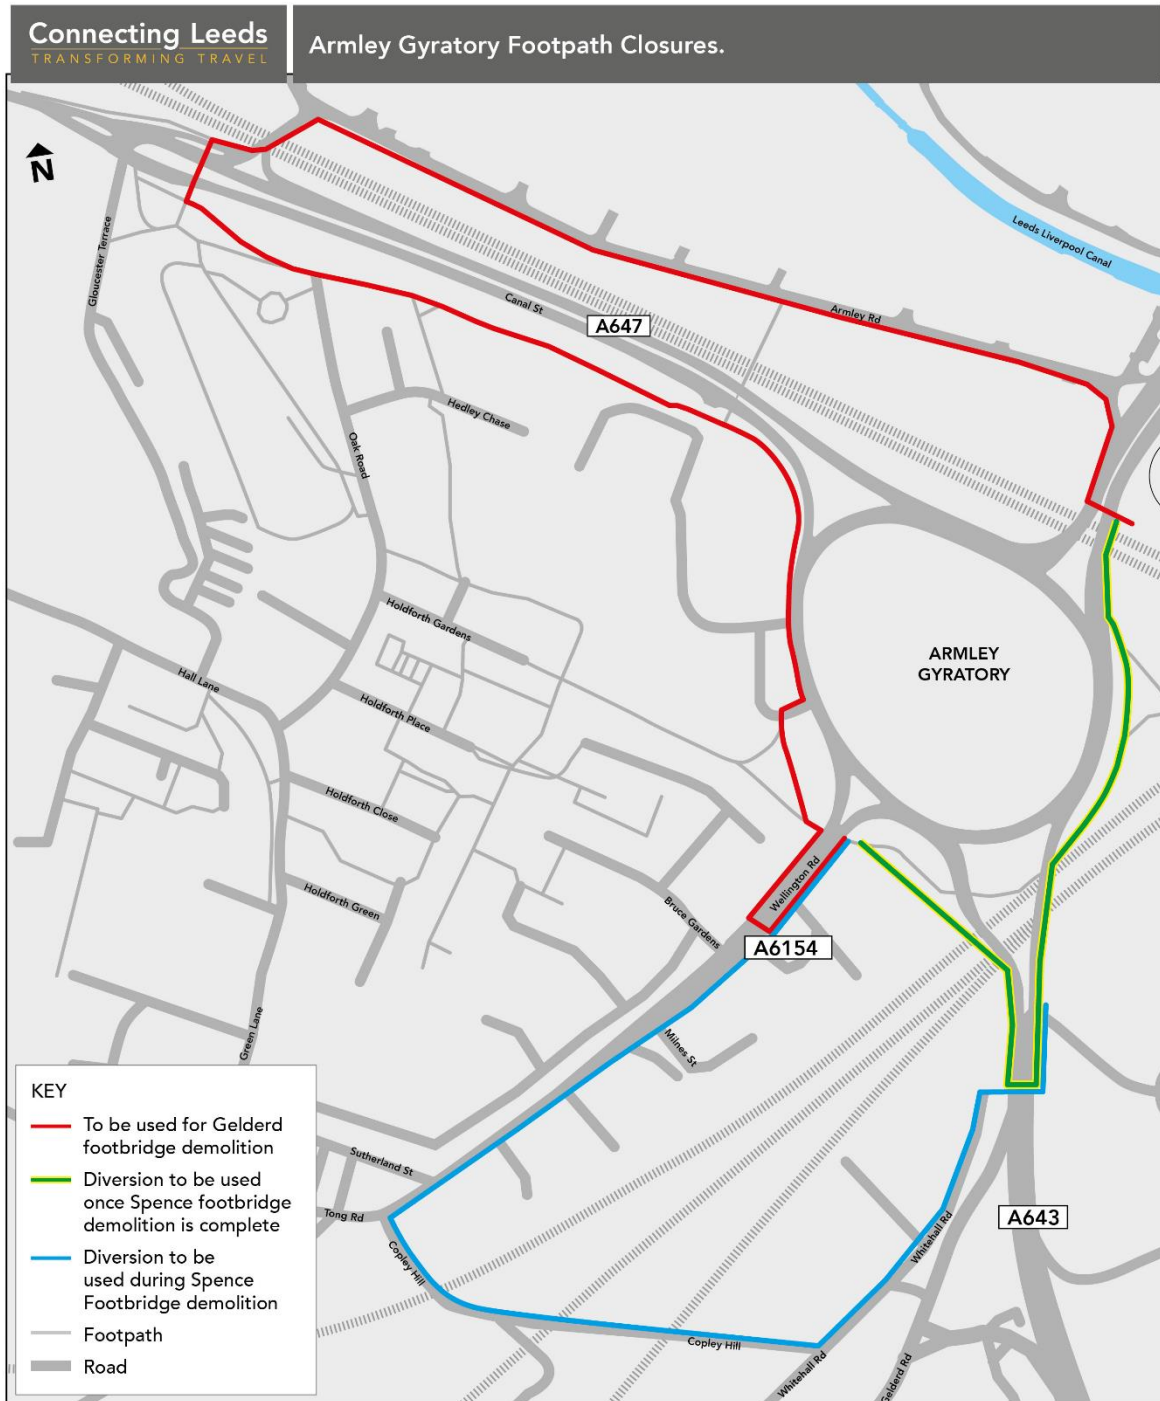 Connecting Leeds
TRANSFORMING TRAVEL
Armley Gyratory Footpath Closures.
N
Leeds Liverpool Canal
Gloucester Terrace
Canal St
A647
Armley Rd
Hedley Chase
Oak Road
Holdforth Gardens
ARMLEY
GYRATORY
Hall Lane
Holdforth Place
Holdforth Close
Holdforth Green
Wellington Rd
Bruce Gardens
A6154
Green Lane
Milnes St
KEY
To be used for Gelderd
footbridge demolition
Diversion to be used
once Spence footbridge
demolition is complete
Diversion to be
used during Spence
Footbridge demolition
Footpath
Road
Sutherland St
Tong Rd
Copley Hill
A643
Whitehall Rd
Copley Hill
Whitehall Rd
Gelderd Rd